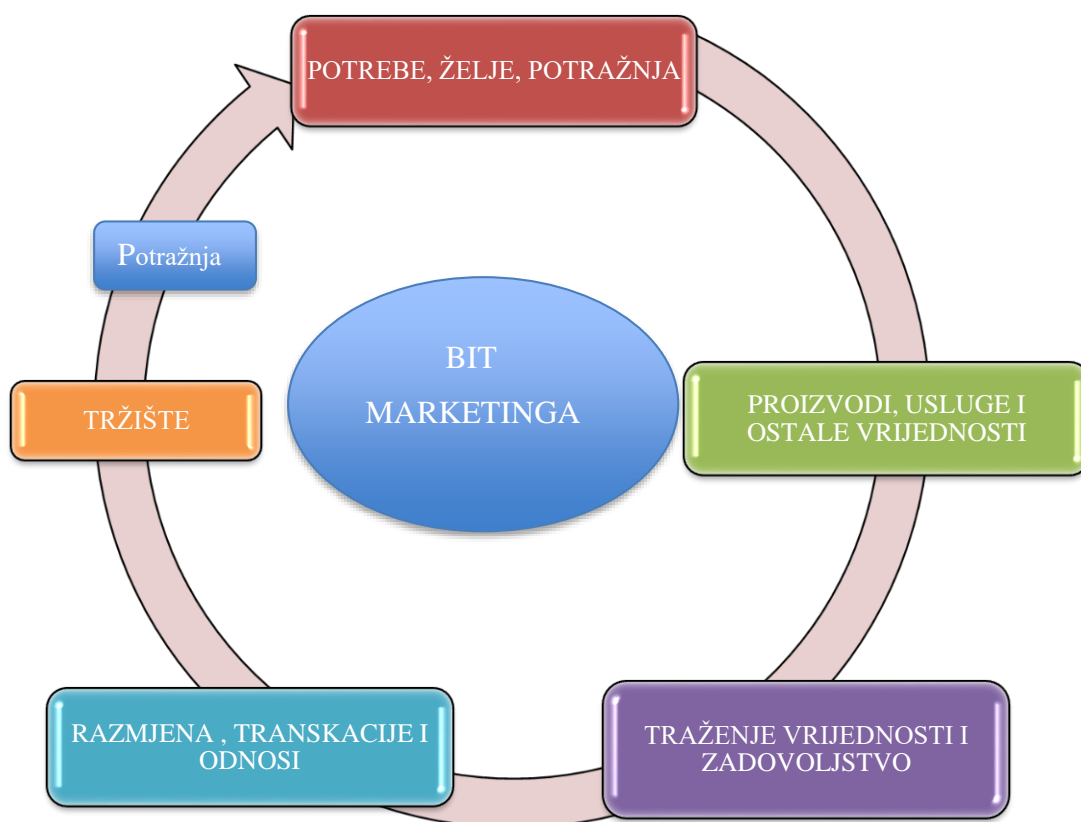 POTREBE, ŽELJE, POTRAŽNJA
Potražnja
BIT
MARKETINGA
TRŽIŠTE
PROIZVODI, USLUGE I
OSTALE VRIJEDNOSTI
RAZMJENA , TRANSKACIJE I
ODNOSI
TRAŽENJE VRIJEDNOSTI I
ZADOVOLJSTVO